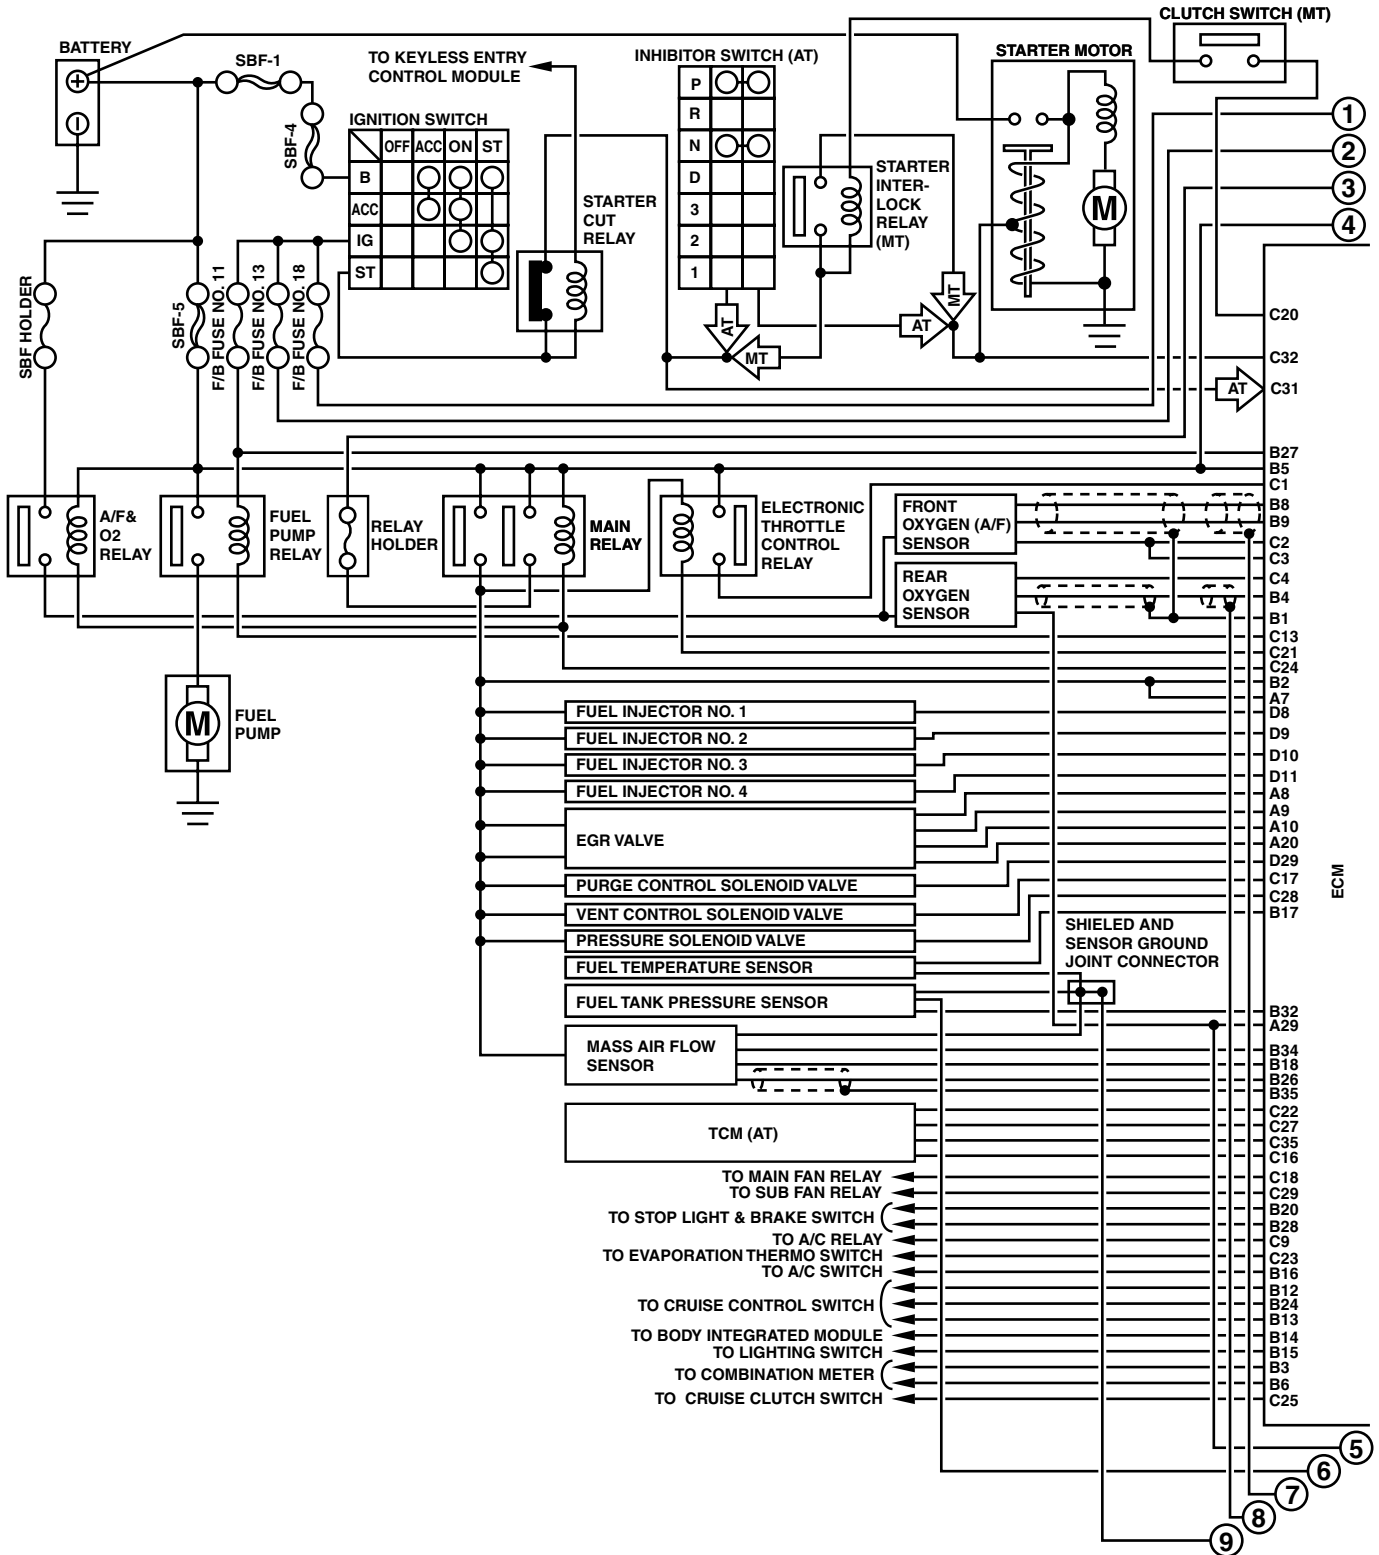 BATTERY
SBF-1
SBF-4
TO KEYLESS ENTRY
CONTROL MODULE
IGNITION SWITCH
OFF ACC ON ST
B
ACC
IG
ST
STARTER
CUT
RELAY
INHIBITOR SWITCH (AT)
P
R
N
D
3
2
1
AT
MT
AT
MT
STARTER
INTER-
LOCK
RELAY
(MT)
STARTER MOTOR
M
CLUTCH SWITCH (MT)
1
2
3
4
SBF HOLDER
SBF-5
F/B FUSE NO. 11
F/B FUSE NO. 13
F/B FUSE NO. 18
AT
C20
C32
C31
B27
B5
C1
B8
B9
C2
C3
C4
B4
B1
C13
C21
C24
B2
A7
D8
D9
D10
D11
A8
A9
A10
A20
D29
C17
C28
B17
B32
A29
B34
B18
B26
B35
C22
C27
C35
C16
C18
C29
B20
B28
C9
C23
B16
B12
B24
B13
B14
B15
B3
B6
C25
ECM
A/F&
O2
RELAY
FUEL
PUMP
RELAY
RELAY
HOLDER
MAIN
RELAY
ELECTRONIC
THROTTLE
CONTROL
RELAY
FRONT
OXYGEN (A/F)
SENSOR
REAR
OXYGEN
SENSOR
M
FUEL
PUMP
FUEL INJECTOR NO. 1
FUEL INJECTOR NO. 2
FUEL INJECTOR NO. 3
FUEL INJECTOR NO. 4
EGR VALVE
PURGE CONTROL SOLENOID VALVE
VENT CONTROL SOLENOID VALVE
PRESSURE SOLENOID VALVE
FUEL TEMPERATURE SENSOR
FUEL TANK PRESSURE SENSOR
SHIELED AND
SENSOR GROUND
JOINT CONNECTOR
MASS AIR FLOW
SENSOR
TCM (AT)
TO MAIN FAN RELAY
TO SUB FAN RELAY
TO STOP LIGHT & BRAKE SWITCH
TO A/C RELAY
TO EVAPORATION THERMO SWITCH
TO A/C SWITCH
TO CRUISE CONTROL SWITCH
TO BODY INTEGRATED MODULE
TO LIGHTING SWITCH
TO COMBINATION METER
TO CRUISE CLUTCH SWITCH
5
6
7
8
9